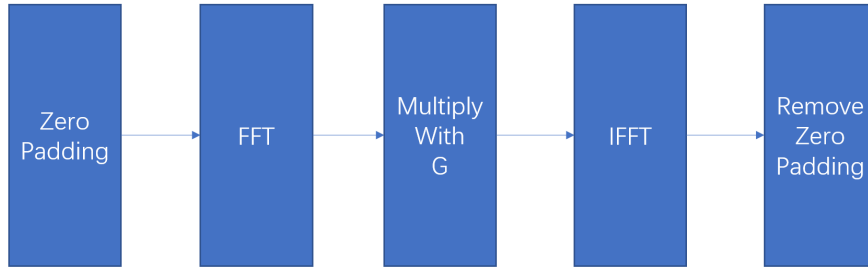 Zero
Padding
FFT
Multiply
With
G
IFFT
Remove
Zero
Padding